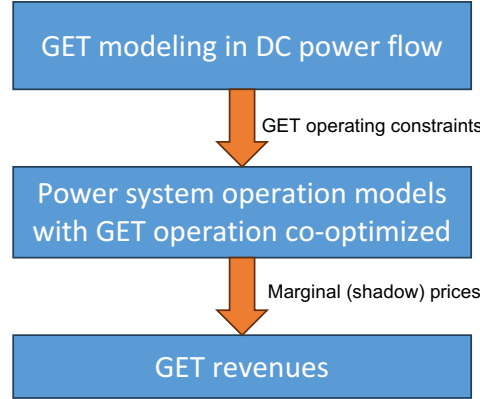 GET modeling in DC power flow
GET operating constraints
Power system operation models
with GET operation co-optimized
Marginal (shadow) prices
GET revenues